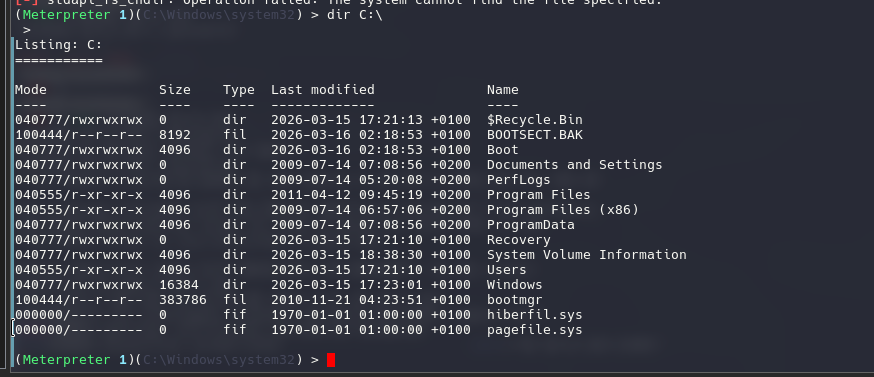 [-] stdapi_fs_chdir: Operation failed: The system cannot find the file specified.
(Meterpreter 1)(C:\Windows\system32) > dir C:\
 >
Listing: C:
===========
Mode              Size    Type  Last modified              Name
----              ----    ----  -------------              ----
040777/rwxrwxrwx  0       dir   2026-03-15 17:21:13 +0100  $Recycle.Bin
100444/r--r--r--  8192    fil   2026-03-16 02:18:53 +0100  BOOTSECT.BAK
040777/rwxrwxrwx  4096    dir   2026-03-16 02:18:53 +0100  Boot
040777/rwxrwxrwx  0       dir   2009-07-14 07:08:56 +0200  Documents and Settings
040777/rwxrwxrwx  0       dir   2009-07-14 05:20:08 +0200  PerfLogs
040555/r-xr-xr-x  4096    dir   2011-04-12 09:45:19 +0200  Program Files
040555/r-xr-xr-x  4096    dir   2009-07-14 06:57:06 +0200  Program Files (x86)
040777/rwxrwxrwx  4096    dir   2009-07-14 07:08:56 +0200  ProgramData
040777/rwxrwxrwx  0       dir   2026-03-15 17:21:10 +0100  Recovery
040777/rwxrwxrwx  4096    dir   2026-03-15 18:38:30 +0100  System Volume Information
040555/r-xr-xr-x  4096    dir   2026-03-15 17:21:10 +0100  Users
040777/rwxrwxrwx  16384   dir   2026-03-15 17:23:01 +0100  Windows
100444/r--r--r--  383786  fil   2010-11-21 04:23:51 +0100  bootmgr
000000/---------  0       fif   1970-01-01 01:00:00 +0100  hiberfil.sys
000000/---------  0       fif   1970-01-01 01:00:00 +0100  pagefile.sys
(Meterpreter 1)(C:\Windows\system32) >